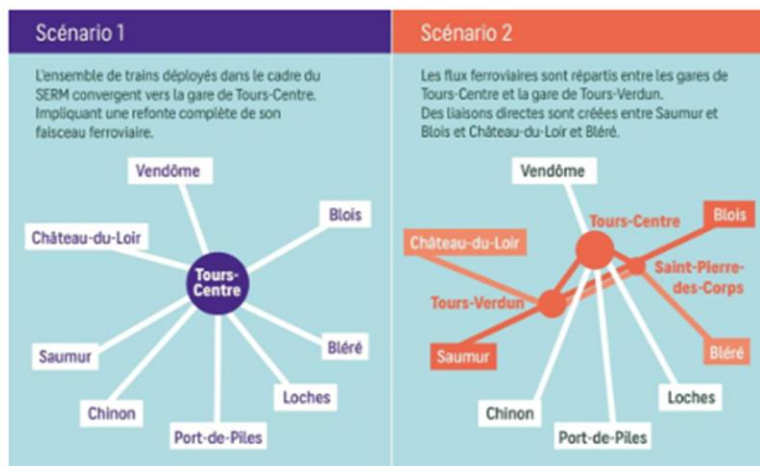 Scénario 1
L'ensemble de trains déployés dans le cadre du
SERM convergent vers la gare de Tours-Centre.
Impliquant une refonte complète de son
faisceau ferroviaire.
Vendôme
Blois
Château-du-Loir
Tours-
Centre
Saumur
Bléré
Chinon
Loches
Port-de-Piles
Scénario 2
Les flux ferroviaires sont répartis entre les gares de
Tours-Centre et la gare de Tours-Verdun.
Des liaisons directes sont créées entre Saumur et
Blois et Château-du-Loir et Bléré.
Vendôme
Tours-Centre
Blois
Château-du-Loir
Saint-Pierre-
des-Corps
Tours-Verdun
Saumur
Bléré
Chinon
Loches
Port-de-Piles